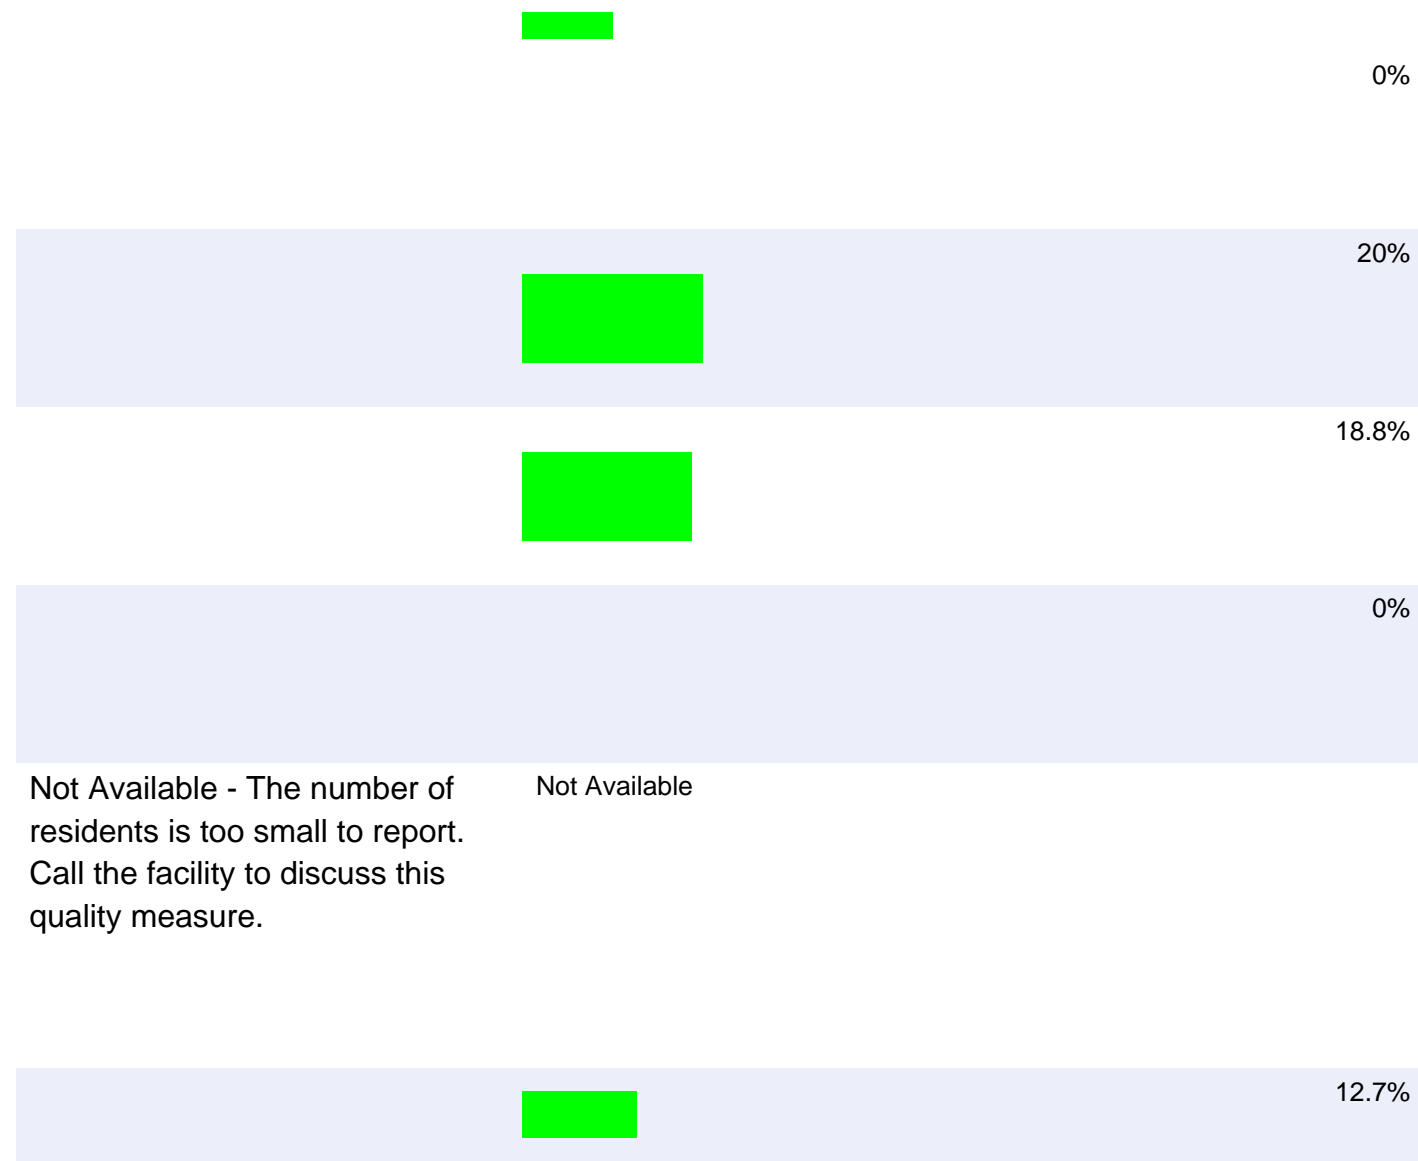 0%
20%
18.8%
0%
Not Available - The number of
residents is too small to report.
Call the facility to discuss this
quality measure.
Not Available
12.7%